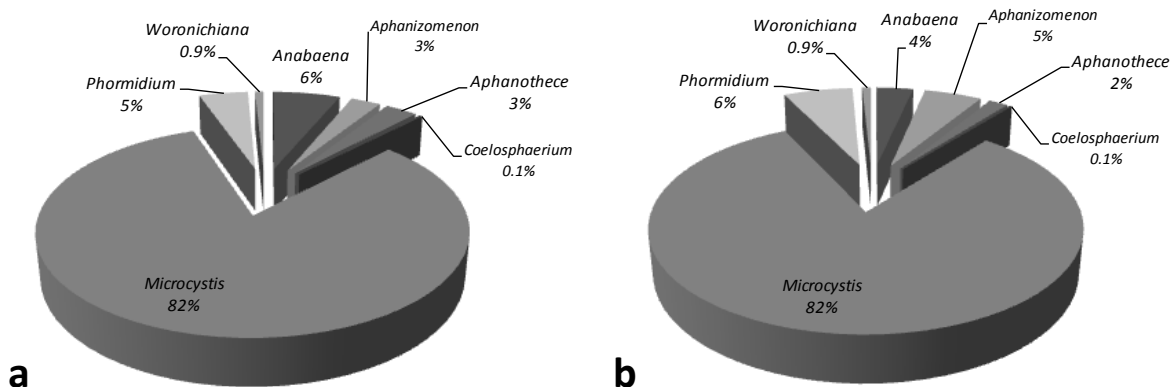 Woronichiana
0.9%
Anabaena
6%
Aphanizomenon
3%
Aphanothece
3%
Coelosphaerium
0.1%
Phormidium
5%
Microcystis
82%
a
Woronichiana
0.9%
Anabaena
4%
Aphanizomenon
5%
Aphanothece
2%
Coelosphaerium
0.1%
Phormidium
6%
Microcystis
82%
b